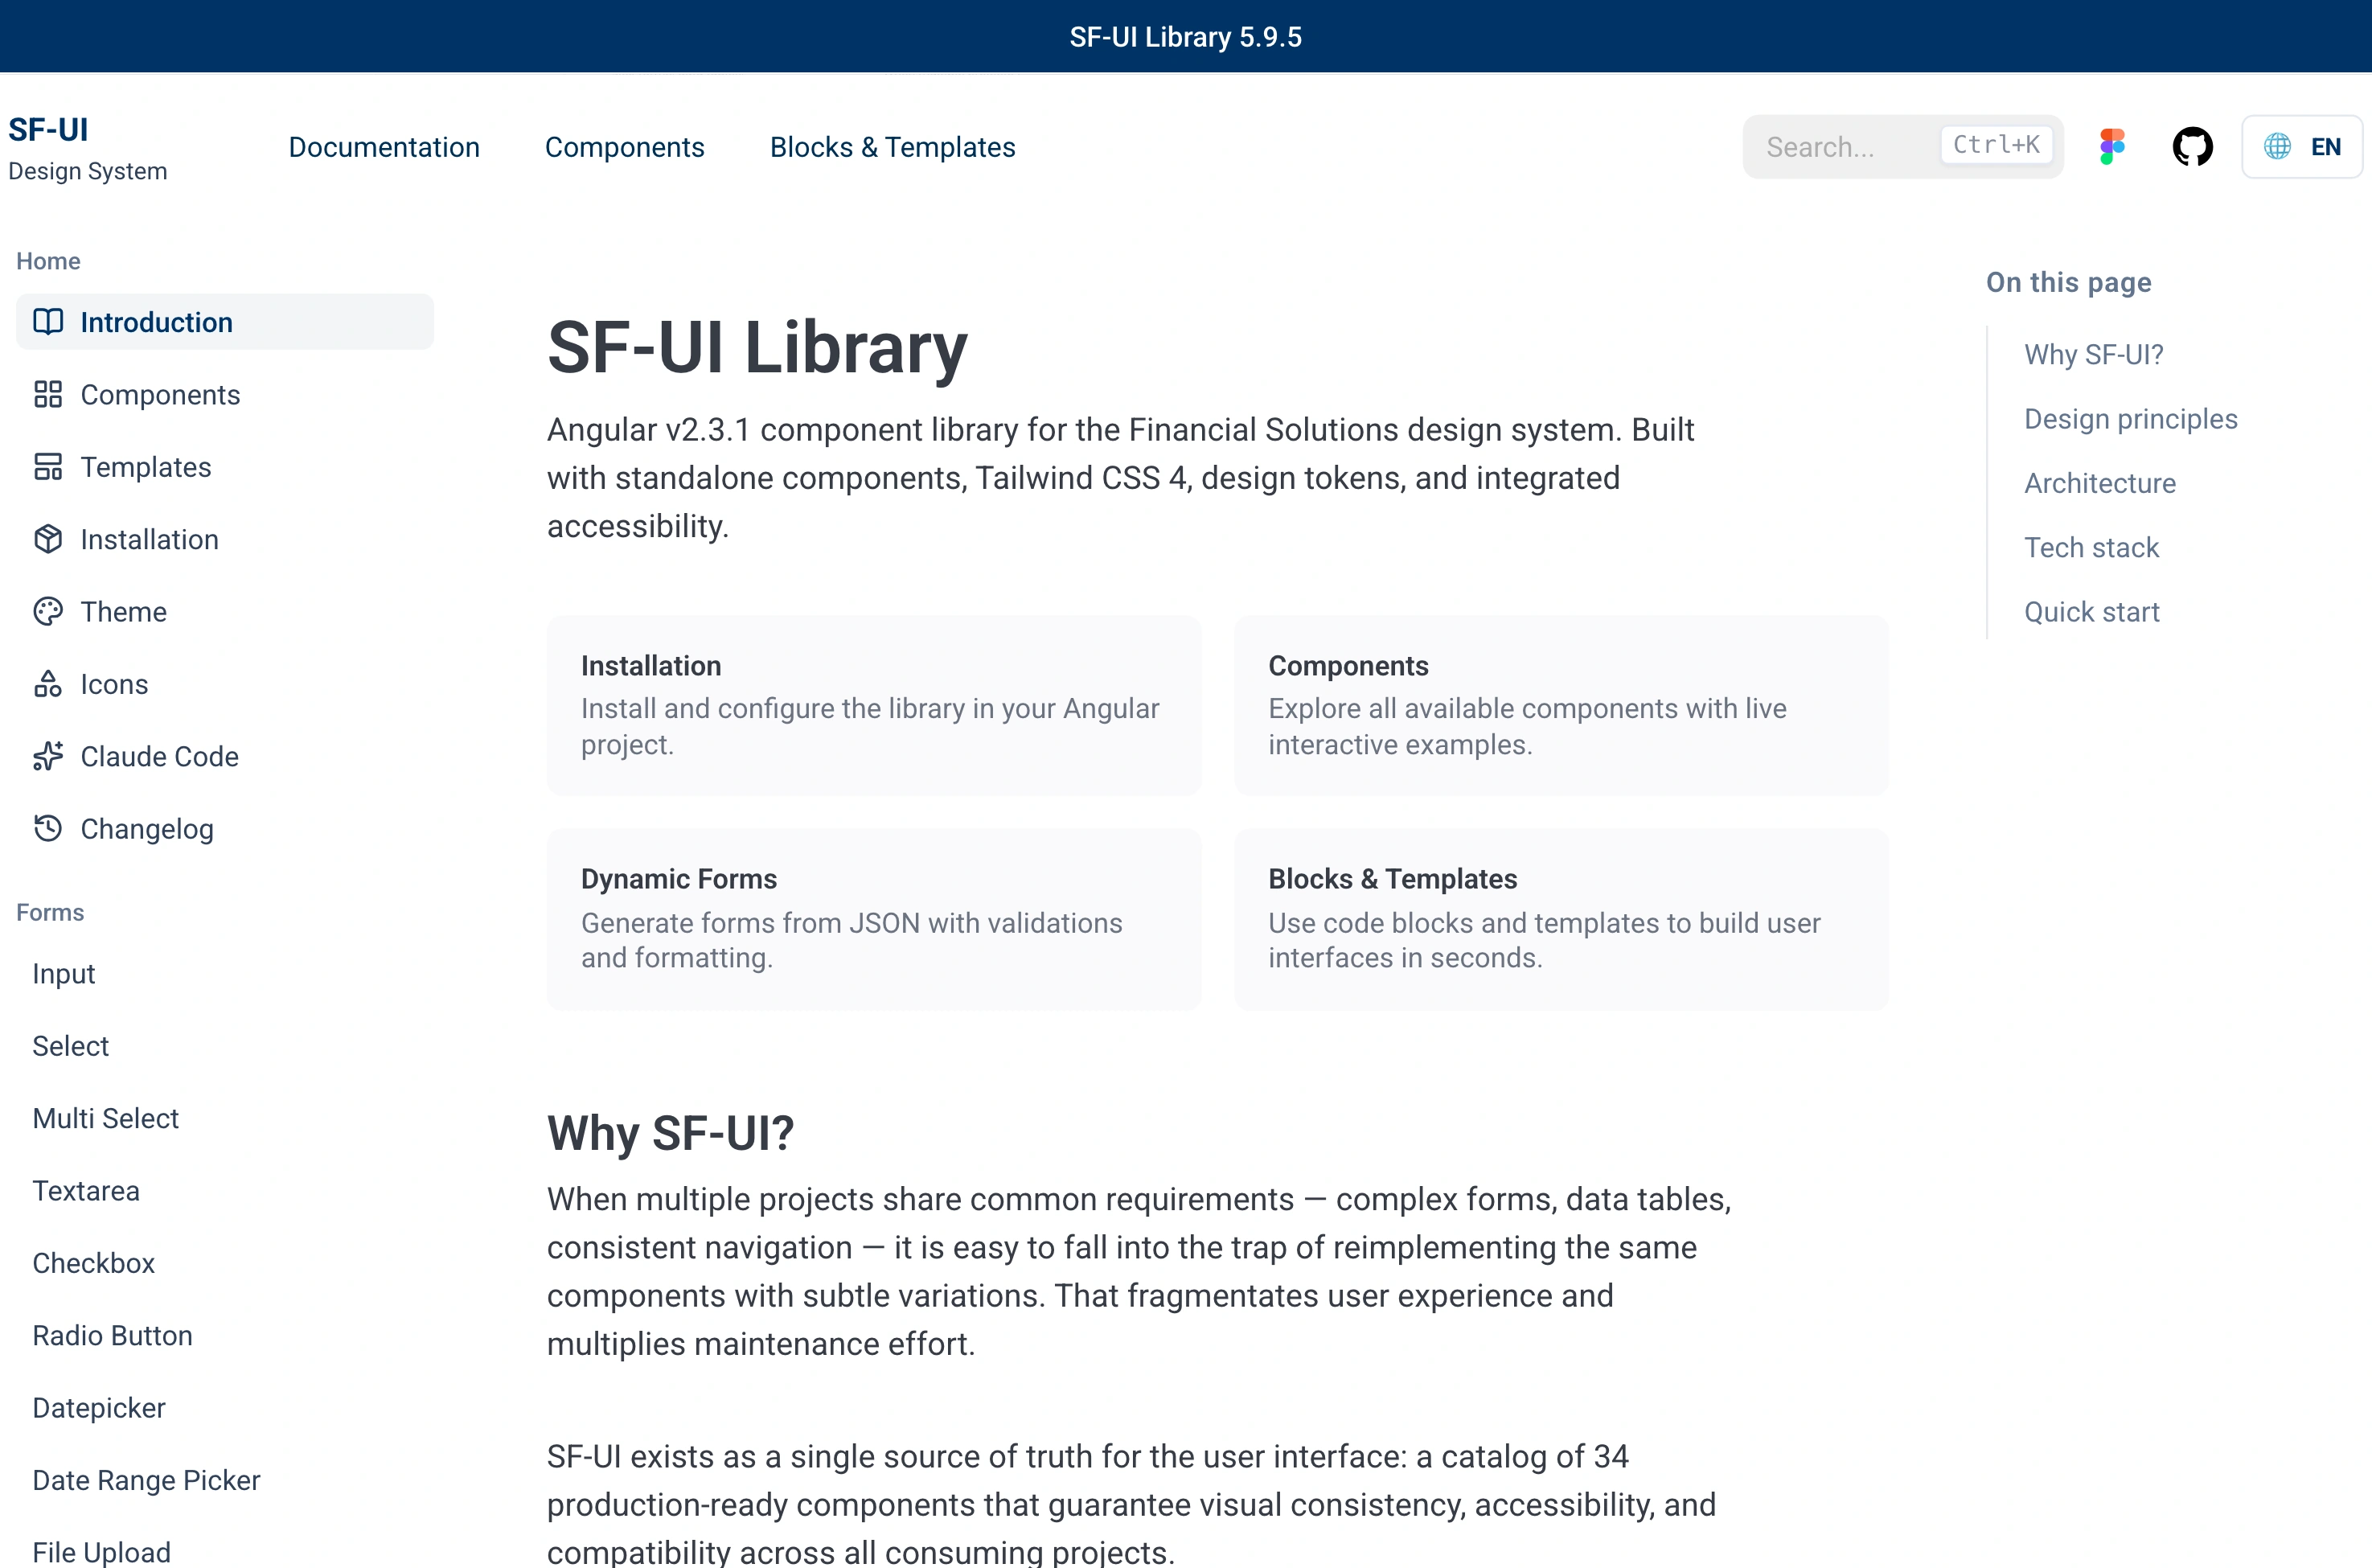 SF-UI Library 5.9.5
SF-UI
Design System
Documentation
Components
Blocks & Templates
Search...
Ctrl+K
EN
Home
Introduction
Components
Templates
Installation
Theme
Icons
Claude Code
Changelog
Forms
Input
Select
Multi Select
Textarea
Checkbox
Radio Button
Datepicker
Date Range Picker
File Upload
SF-UI Library
Angular v2.3.1 component library for the Financial Solutions design system. Built
with standalone components, Tailwind CSS 4, design tokens, and integrated
accessibility.
Installation
Install and configure the library in your Angular
project.
Components
Explore all available components with live
interactive examples.
Dynamic Forms
Generate forms from JSON with validations
and formatting.
Blocks & Templates
Use code blocks and templates to build user
interfaces in seconds.
Why SF-UI?
When multiple projects share common requirements — complex forms, data tables,
consistent navigation — it is easy to fall into the trap of reimplementing the same
components with subtle variations. That fragmentates user experience and
multiplies maintenance effort.
SF-UI exists as a single source of truth for the user interface: a catalog of 34
production-ready components that guarantee visual consistency, accessibility, and
compatibility across all consuming projects.
On this page
Why SF-UI?
Design principles
Architecture
Tech stack
Quick start